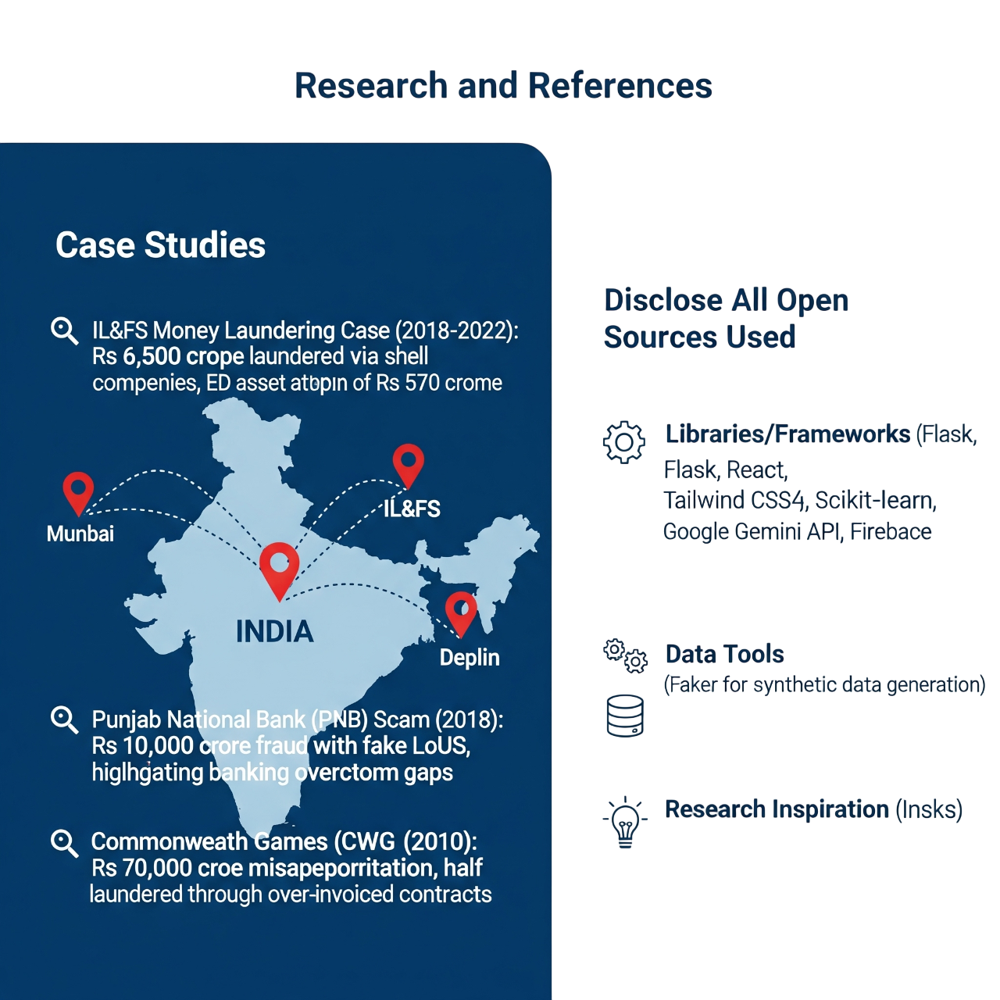 Research and References
Case Studies
IL&FS Money Laundering Case (2018-2022):
Rs 6,500 crope laundered via shell
compenies, ED asset of Rs 570 crome
Munbai
IL&FS
INDIA
Deplin
Punjab National Bank (PNB) Scam (2018):
Rs 10,000 crore fraud with fake LoUS,
higlhgating banking overctom gaps
Commonweath Games (CWG (2010):
Rs 70,000 croe misapeporritation, half
laundered through over-invoiced contracts
Disclose All Open
Sources Used
Libraries/Frameworks (Flask,
Flask, React,
Tailwind CSS4, Scikit-learn,
Google Gemini API, Firebace
Data Tools
(Faker for synthetic data generation)
Research Inspiration (Insks)